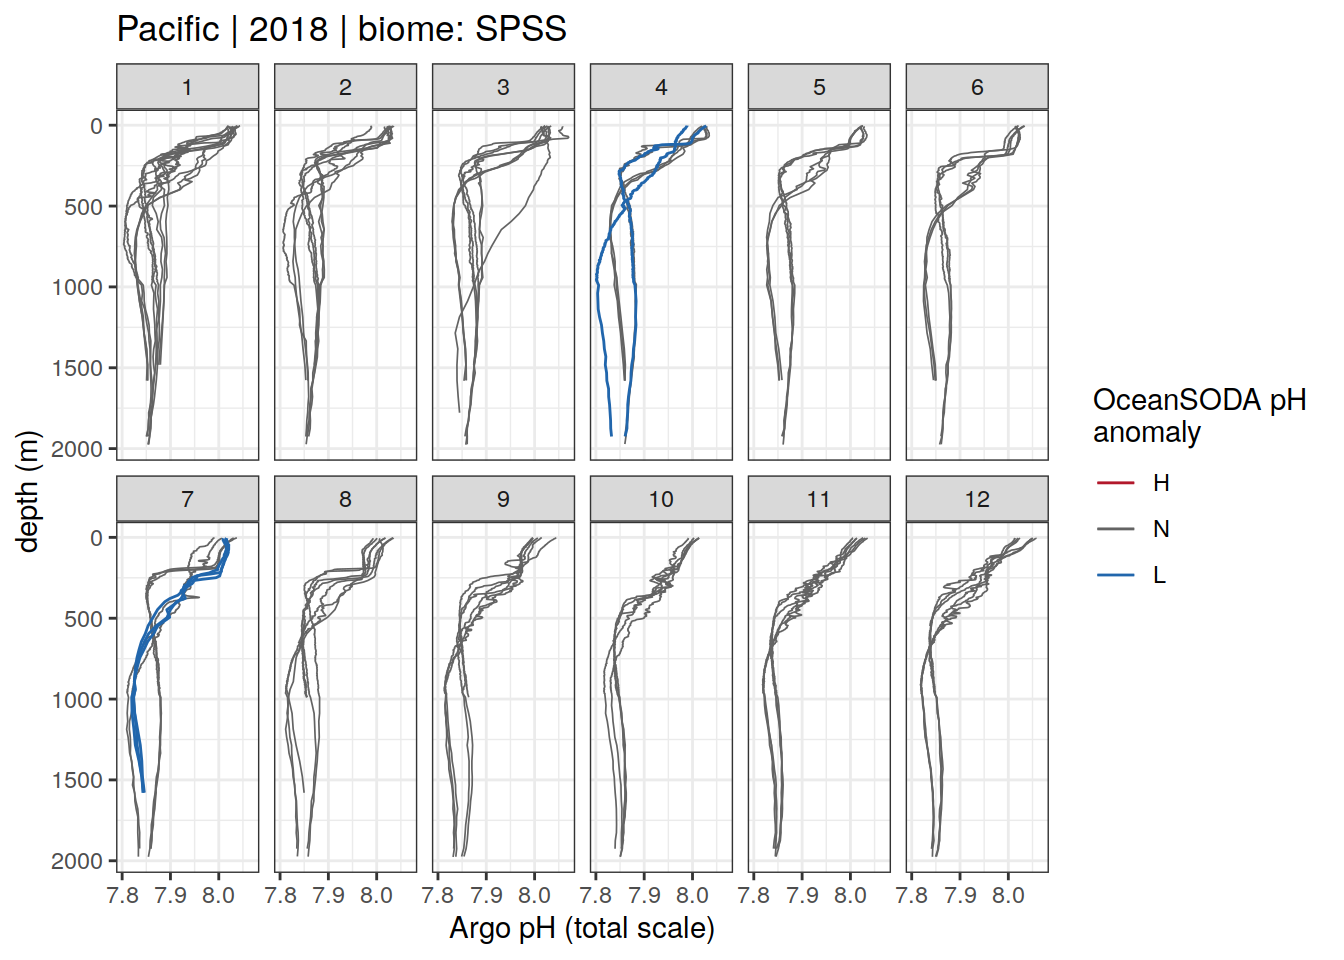 Pacific | 2018 | biome: SPSS
1 2 3 4 5 6
0
500
1000
1500
2000
7 8 9 10 11 12
0
500
1000
1500
2000
7.8 7.9 8.0 7.8 7.9 8.0 7.8 7.9 8.0 7.8 7.9 8.0 7.8 7.9 8.0 7.8 7.9 8.0
Argo pH (total scale)
depth (m)
OceanSODA pH
anomaly
H
N
L